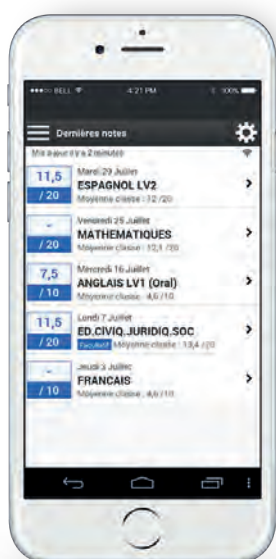 BELL 4:21 PM 100%
Dernières notes
Mis à jour il y a 2 minutes
Mardi 29 Juillet
11,5 / 20
ESPAGNOL LV2
Moyenne classe : 12 /20
Vendredi 25 Juillet
- / 20
MATHEMATIQUES
Moyenne classe : 12,1 /20
Mercredi 16 Juillet
7,5 / 10
ANGLAIS LV1 (Oral)
Moyenne classe : 4,6 /10
Lundi 7 Juillet
11,5 / 20
ED.CIVIQ.JURIDIQ.SOC
Facultatif Moyenne classe : 13,4 /20
Jeudi 3 Juillet
- / 10
FRANCAIS
Moyenne classe : 4,6 /10